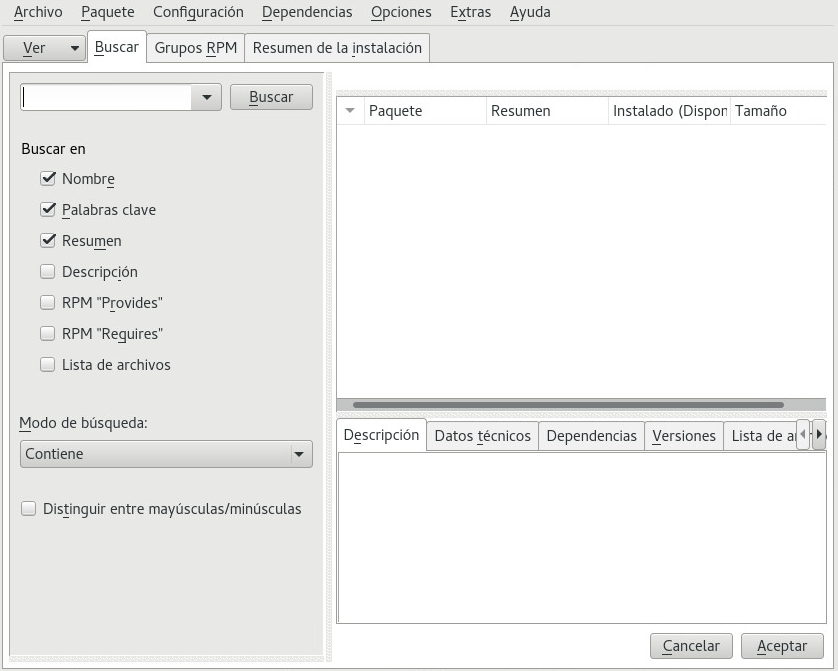 Archivo Paquete Configuración Dependencias Opciones Extras Ayuda
Ver Buscar Grupos RPM Resumen de la instalación
Buscar
Buscar en
Nombre
Palabras clave
Resumen
Descripción
RPM "Provides"
RPM "Requires"
Lista de archivos
Modo de búsqueda:
Contiene
Distinguir entre mayúsculas/minúsculas
Paquete Resumen Instalado (Dispon Tamaño
Descripción Datos técnicos Dependencias Versiones Lista de
Cancelar Aceptar